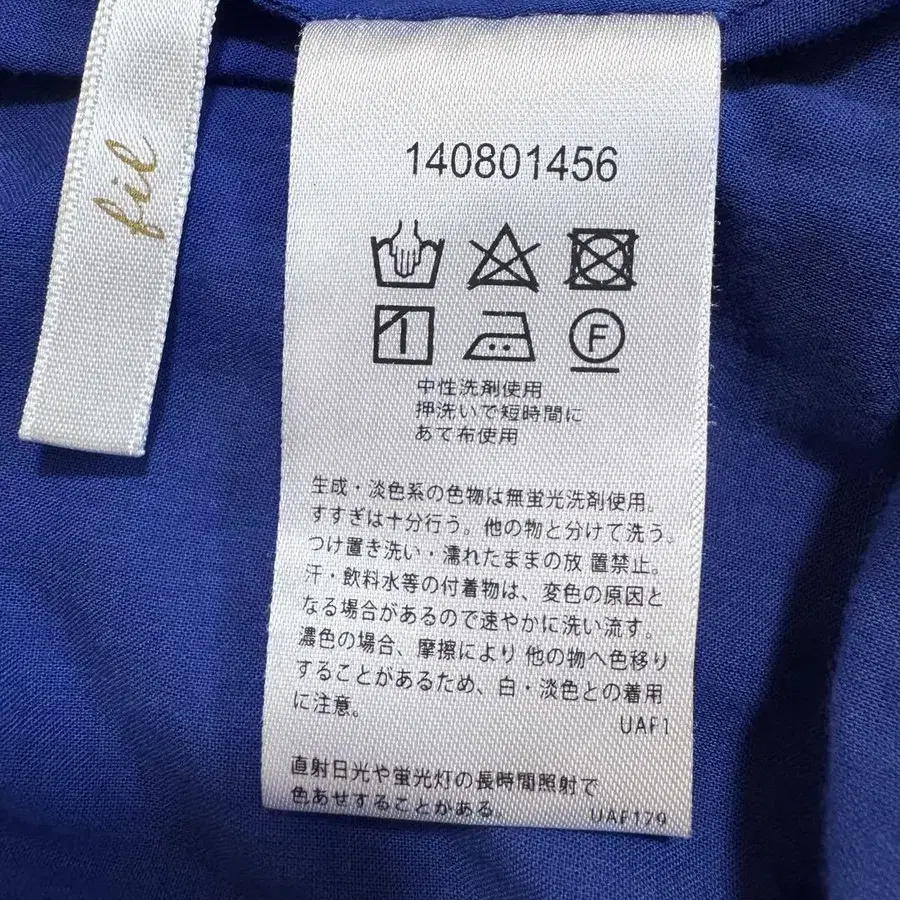 fil
140801456
F
中性洗剤使用
押洗いで短時間に
あて布使用
生成・淡色系の色物は無蛍光洗剤使用。
すすぎは十分行う。他の物と分けて洗う。
つけ置き洗い・濡れたままの放置禁止。
汗・飲料水等の付着物は、変色の原因と
なる場合があるので速やかに洗い流す。
濃色の場合、摩擦により他の物へ色移り
することがあるため、白・淡色との着用
に注意。
UAF1
直射日光や蛍光灯の長時間照射で
色あせすることがある。
UAF179